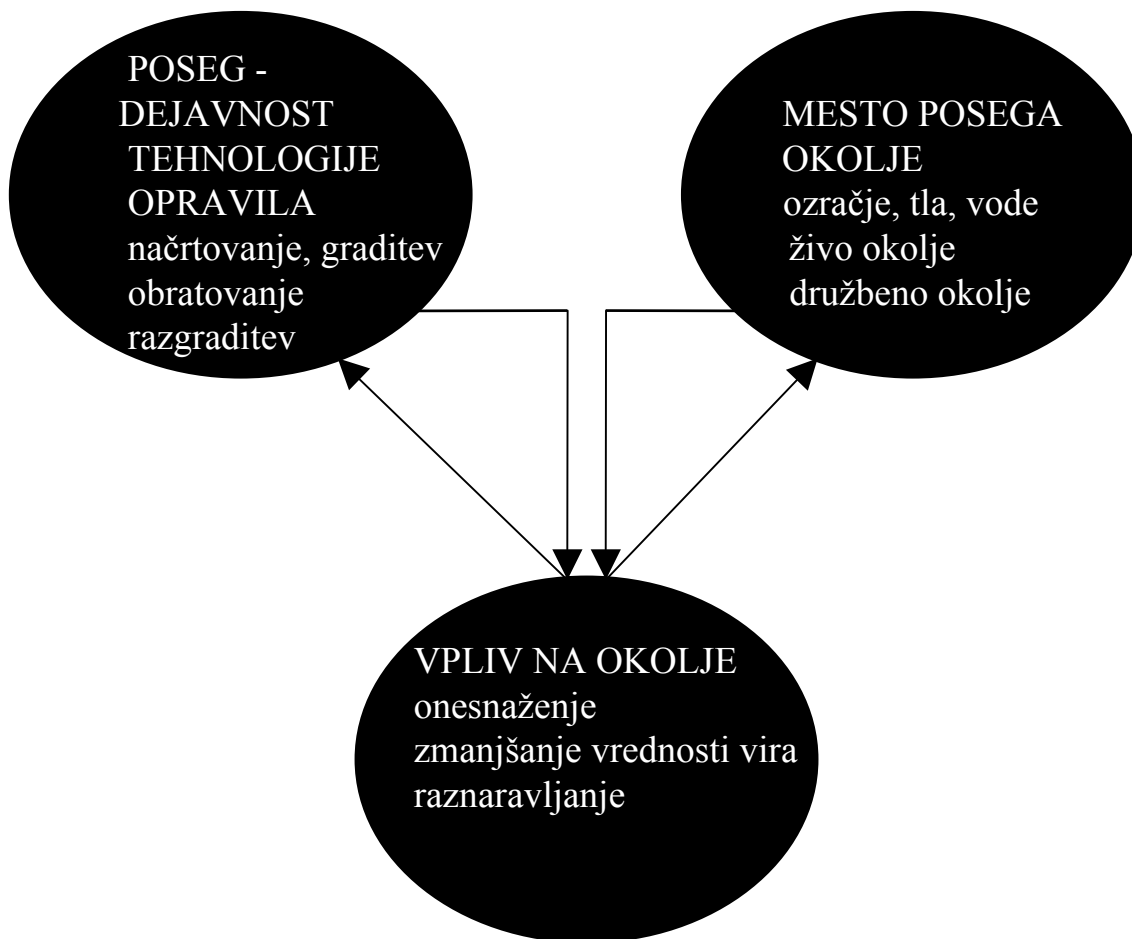 POSEG -
DEJAVNOST
TEHNOLOGIJE
OPRAVILA
načrtovanje, graditev
obratovanje
razgraditev
MESTO POSEGA
OKOLJE
ozračje, tla, vode
živo okolje
družbeno okolje
VPLIV NA OKOLJE
onesnaženje
zmanjšanje vrednosti vira
raznaravljanje